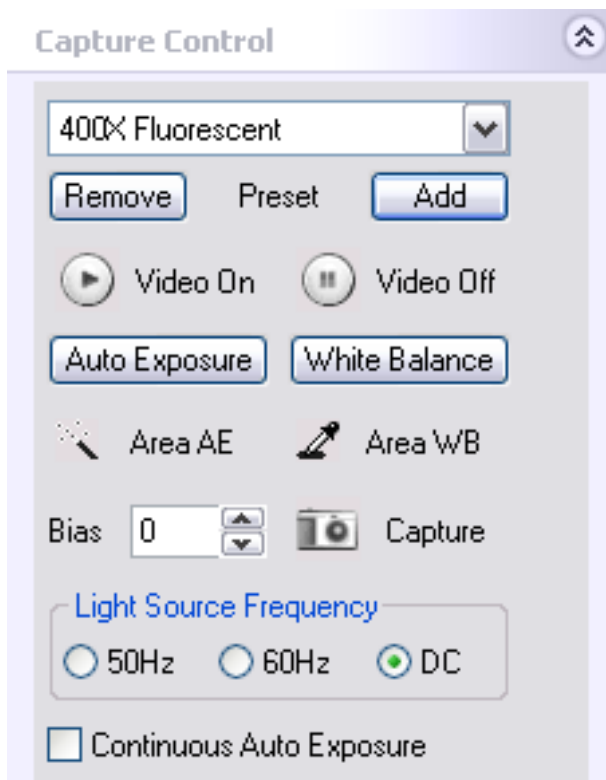 Capture Control
400X Fluorescent
Remove Preset Add
Video On Video Off
Auto Exposure White Balance
Area AE Area WB
Bias 0 Capture
Light Source Frequency
50Hz 60Hz DC
Continuous Auto Exposure